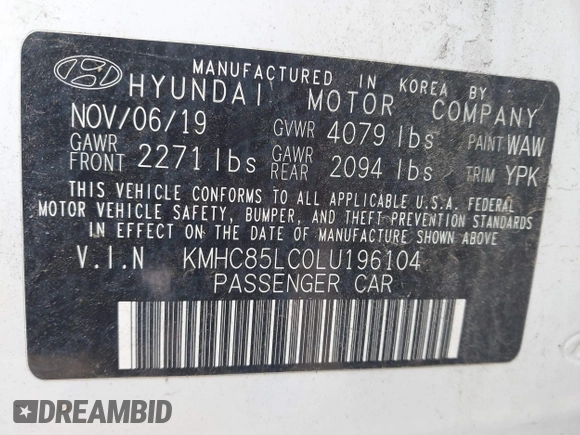 MANUFACTURED IN KOREA BY
HYUNDAI MOTOR COMPANY
NOV/06/19 GVWR 4079 lbs PAINT WAW
GAWR FRONT 2271 lbs GAWR REAR 2094 lbs TRIM YPK
THIS VEHICLE CONFORMS TO ALL APPLICABLE U.S.A. FEDERAL
MOTOR VEHICLE SAFETY, BUMPER, AND THEFT PREVENTION STANDARDS
IN EFFECT ON THE DATE OF MANUFACTURE SHOWN ABOVE
V.I.N KMHC85LC0LU196104
PASSENGER CAR
DREAMBID